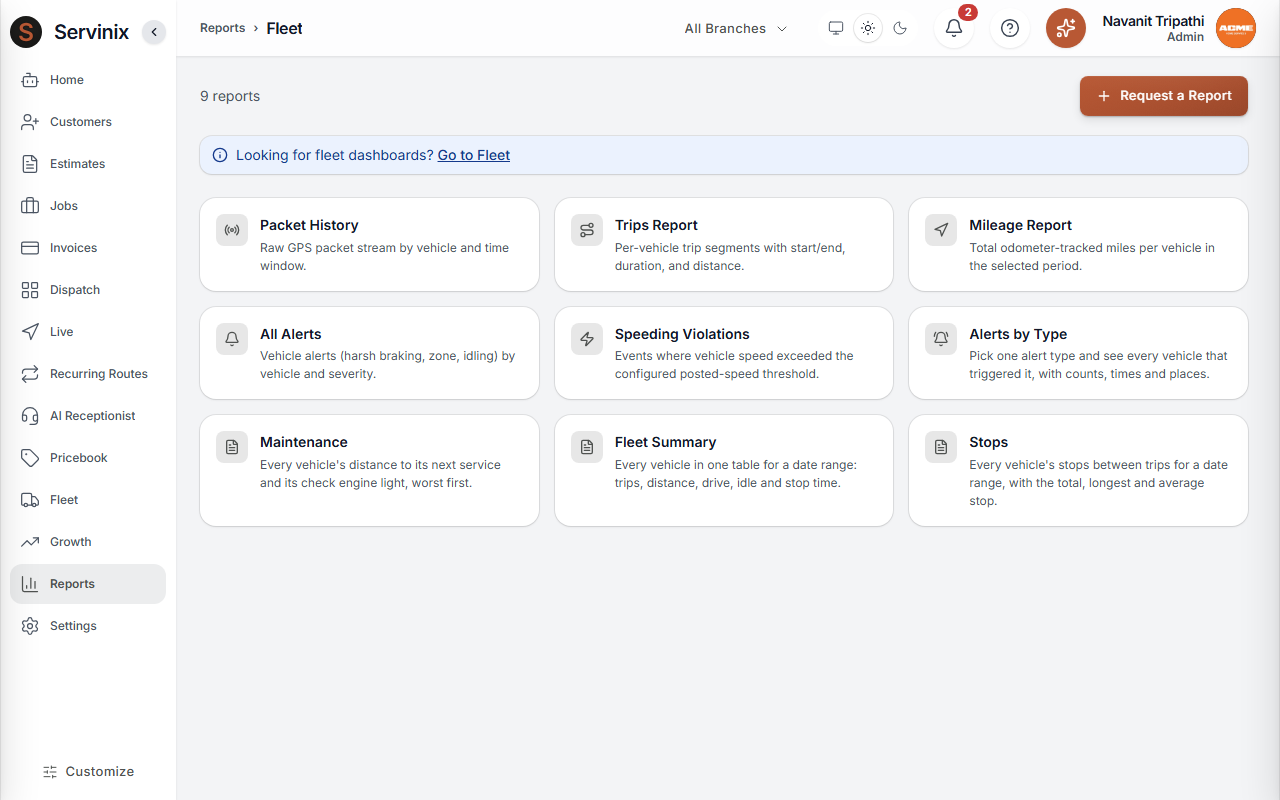 S Servinix
Reports › Fleet
All Branches
2
Navanit Tripathi
Admin
ACME
Home
Customers
Estimates
Jobs
Invoices
Dispatch
Live
Recurring Routes
AI Receptionist
Pricebook
Fleet
Growth
Reports
Settings
Customize
9 reports
+ Request a Report
Looking for fleet dashboards? Go to Fleet
Packet History
Raw GPS packet stream by vehicle and time
window.
Trips Report
Per-vehicle trip segments with start/end,
duration, and distance.
Mileage Report
Total odometer-tracked miles per vehicle in
the selected period.
All Alerts
Vehicle alerts (harsh braking, zone, idling) by
vehicle and severity.
Speeding Violations
Events where vehicle speed exceeded the
configured posted-speed threshold.
Alerts by Type
Pick one alert type and see every vehicle that
triggered it, with counts, times and places.
Maintenance
Every vehicle's distance to its next service
and its check engine light, worst first.
Fleet Summary
Every vehicle in one table for a date range:
trips, distance, drive, idle and stop time.
Stops
Every vehicle's stops between trips for a date
range, with the total, longest and average
stop.